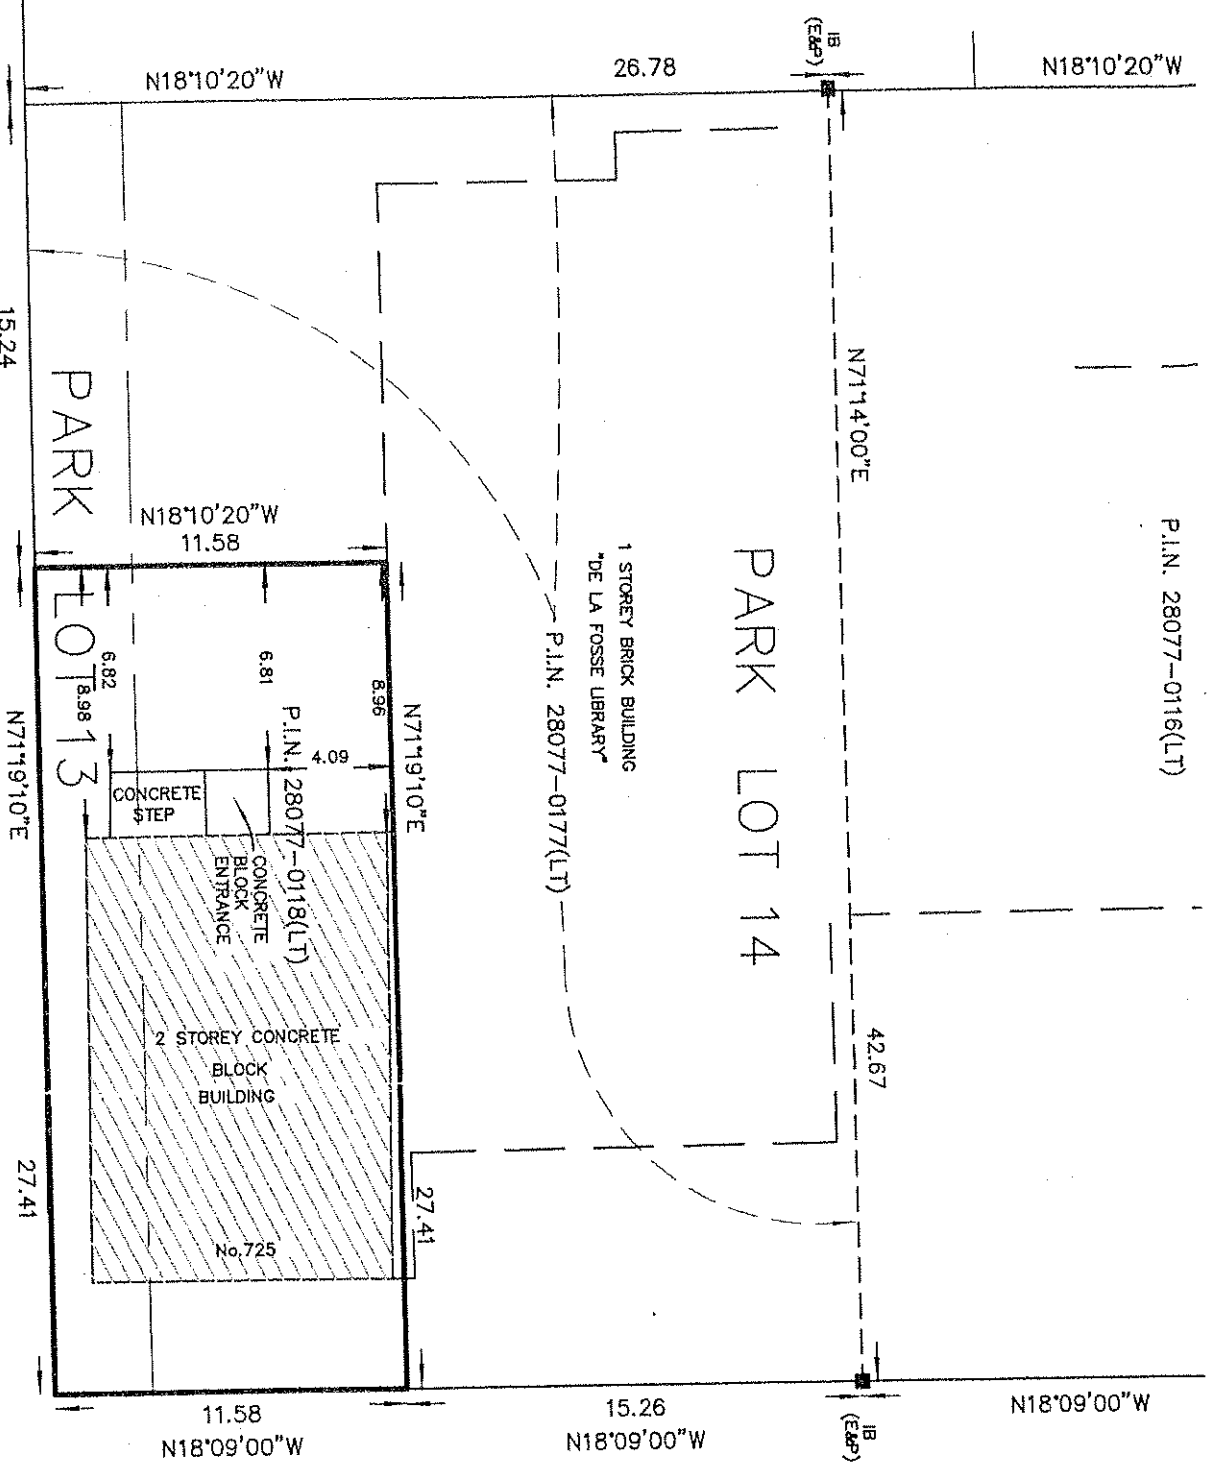 IB
(E&P)
N18°10'20"W
26.78
N18°10'20"W
15.24
PARK
N18°10'20"W
11.58
N71°14'00"E
P.I.N. 28077-0116(LT)
1 STOREY BRICK BUILDING
"DE LA FOSSE LIBRARY"
PARK LOT 14
P.I.N. 28077-0177(LT)
LOT 13
6.82
8.98
6.81
8.96
4.09
N71°19'10"E
N71°19'10"E
P.I.N. 28077-0118(LT)
CONCRETE
STEP
CONCRETE
BLOCK
ENTRANCE
2 STOREY CONCRETE
BLOCK
BUILDING
42.67
No.725
27.41
27.41
11.58
N18°09'00"W
15.26
N18°09'00"W
IB
(E&P)
N18°09'00"W